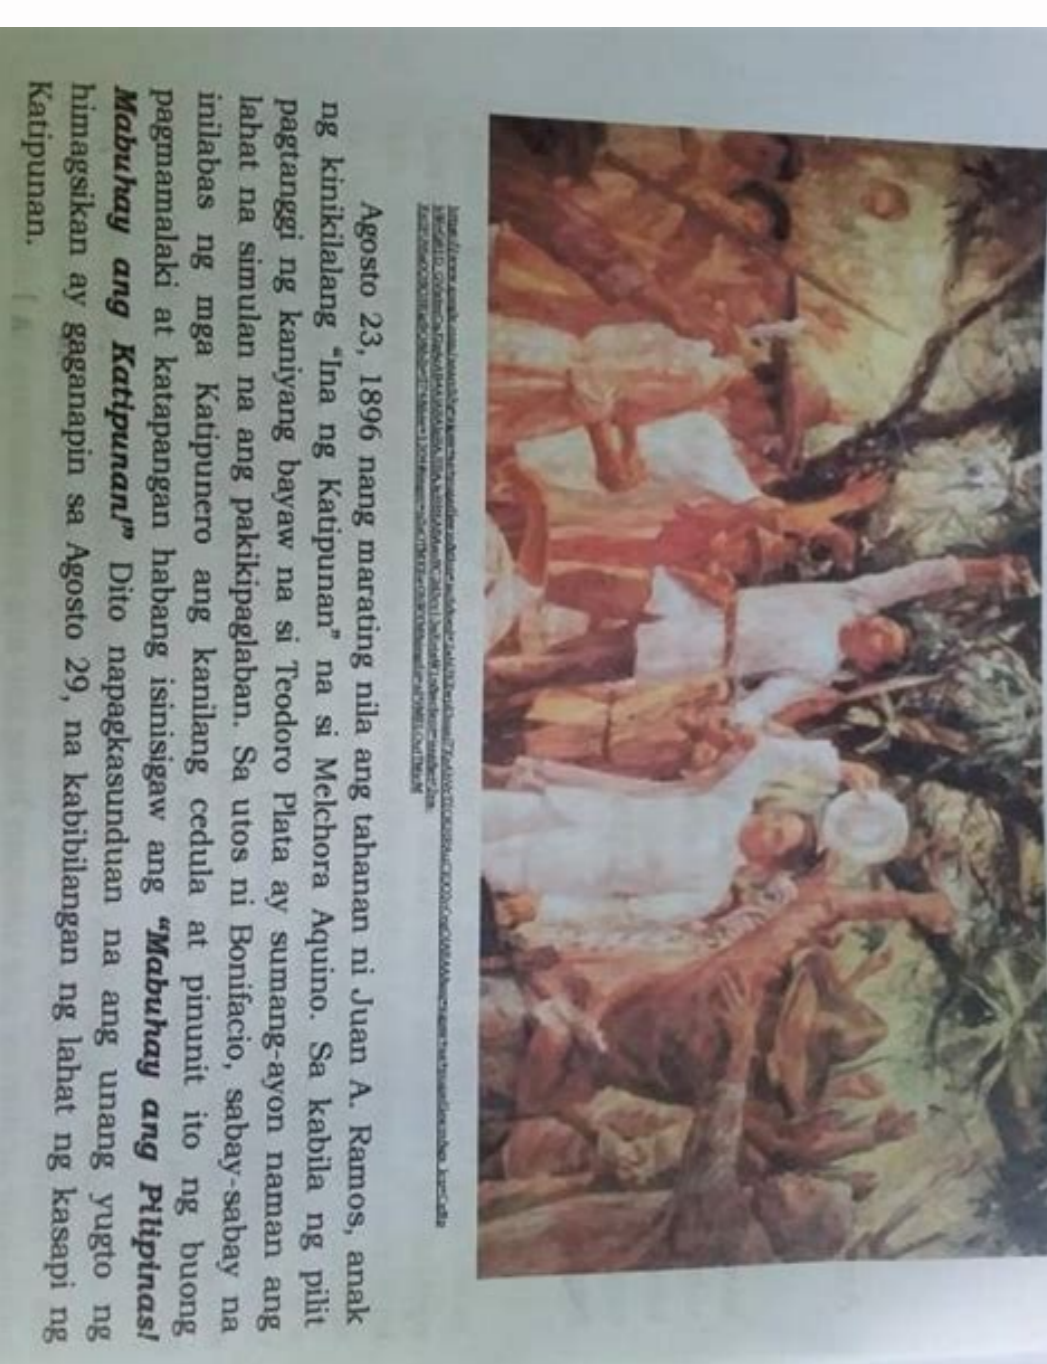 Agosto 23, 1896 nang marating nila ang tahanan ni Juan A. Ramos, anak
ng kinikilalang "Ina ng Katipunan" na si Melchora Aquino. Sa kabila ng pilit
pagtanggi ng kaniyang bayaw na si Teodoro Plata ay sumang-ayon naman ang
lahat na simulan na ang pakikipaglaban. Sa utos ni Bonifacio, sabay-sabay na
inilabas ng mga Katipunero ang kanilang cedula at pinunit ito ng buong
pagmamalaki at katapangan habang isinisigaw ang "Mabuhay ang Pilipinas!
Mabuhay ang Katipunan!" Dito napagkasunduan na ang unang yugto ng
himagsikan ay gaganapin sa Agosto 29, na kabibilangan ng lahat ng kasapi ng
Katipunan.